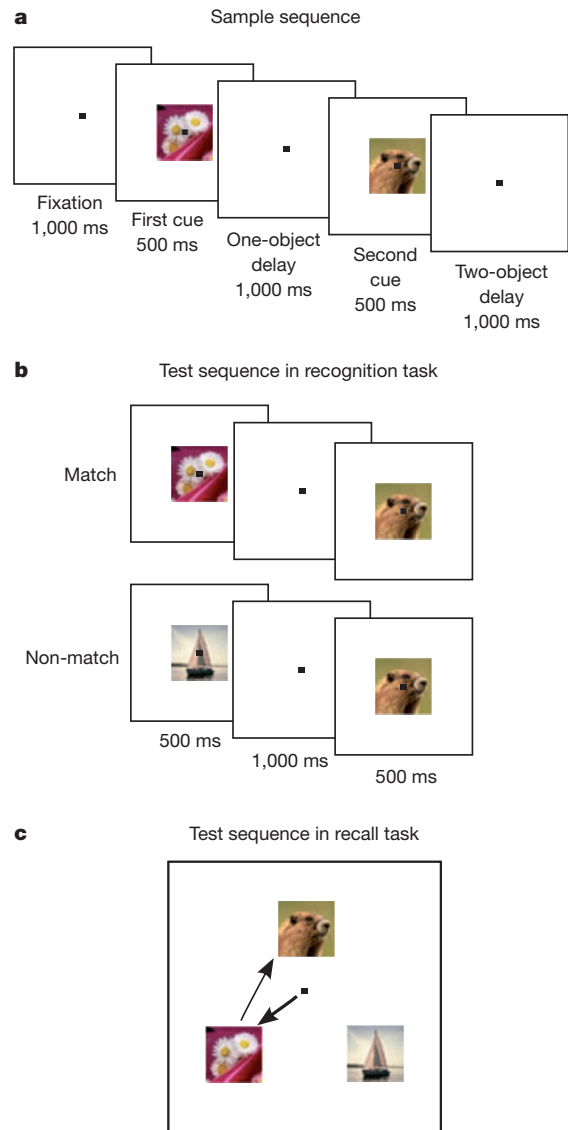 a
Sample sequence
Fixation
1,000 ms
First cue
500 ms
One-object
delay
1,000 ms
Second
cue
500 ms
Two-object
delay
1,000 ms
b
Test sequence in recognition task
Match
Non-match
500 ms
1,000 ms
500 ms
c
Test sequence in recall task